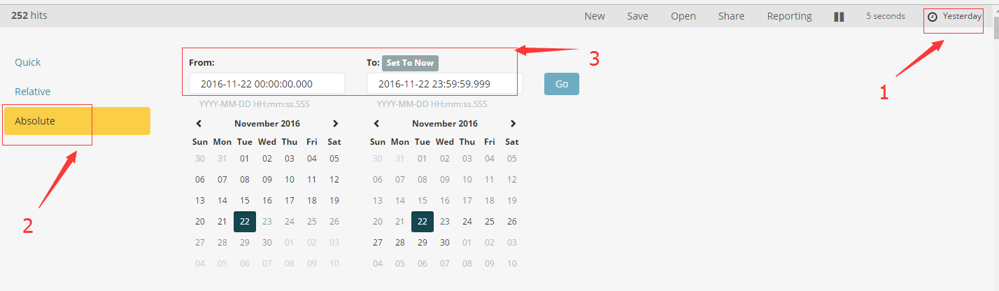 252 hits New Save Open Share Reporting 5 seconds Yesterday
Quick
Relative
Absolute
From: To: Set To Now
2016-11-22 00:00:00.000 2016-11-22 23:59:59.999 Go
YYYY-MM-DD HH:mm:ss.SSS YYYY-MM-DD HH:mm:ss.SSS
November 2016 November 2016
Sun Mon Tue Wed Thu Fri Sat Sun Mon Tue Wed Thu Fri Sat
30 31 01 02 03 04 05 30 31 01 02 03 04 05
06 07 08 09 10 11 12 06 07 08 09 10 11 12
13 14 15 16 17 18 19 13 14 15 16 17 18 19
20 21 22 23 24 25 26 20 21 22 23 24 25 26
27 28 29 30 01 02 03 27 28 29 30 01 02 03
04 05 06 07 08 09 10 04 05 06 07 08 09 10
1
2
3